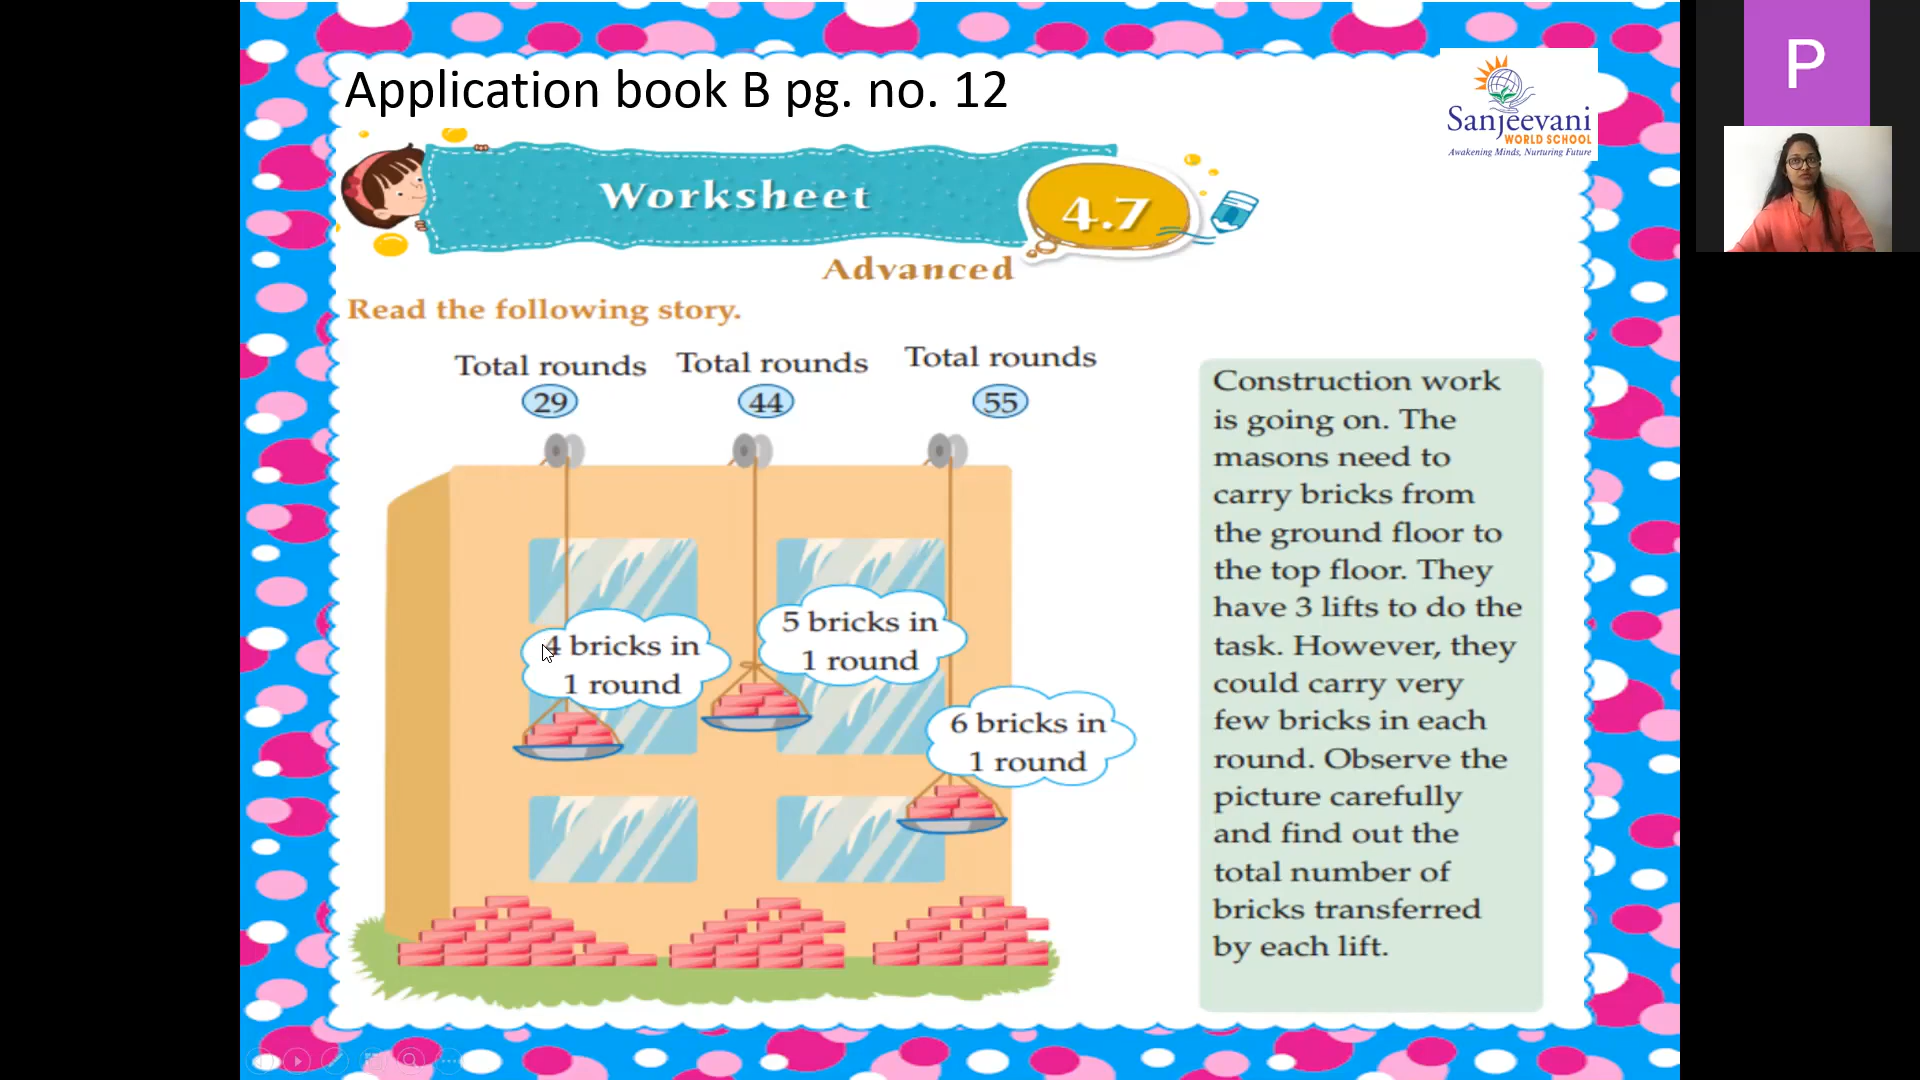 Application book B pg. no. 12
Sanjeevani
WORLD SCHOOL
Awakening Minds, Nurturing Future
P
Worksheet
4.7
Advanced
Read the following story.
Total rounds
29
Total rounds
44
Total rounds
55
4 bricks in
1 round
5 bricks in
1 round
6 bricks in
1 round
Construction work
is going on. The
masons need to
carry bricks from
the ground floor to
the top floor. They
have 3 lifts to do the
task. However, they
could carry very
few bricks in each
round. Observe the
picture carefully
and find out the
total number of
bricks transferred
by each lift.